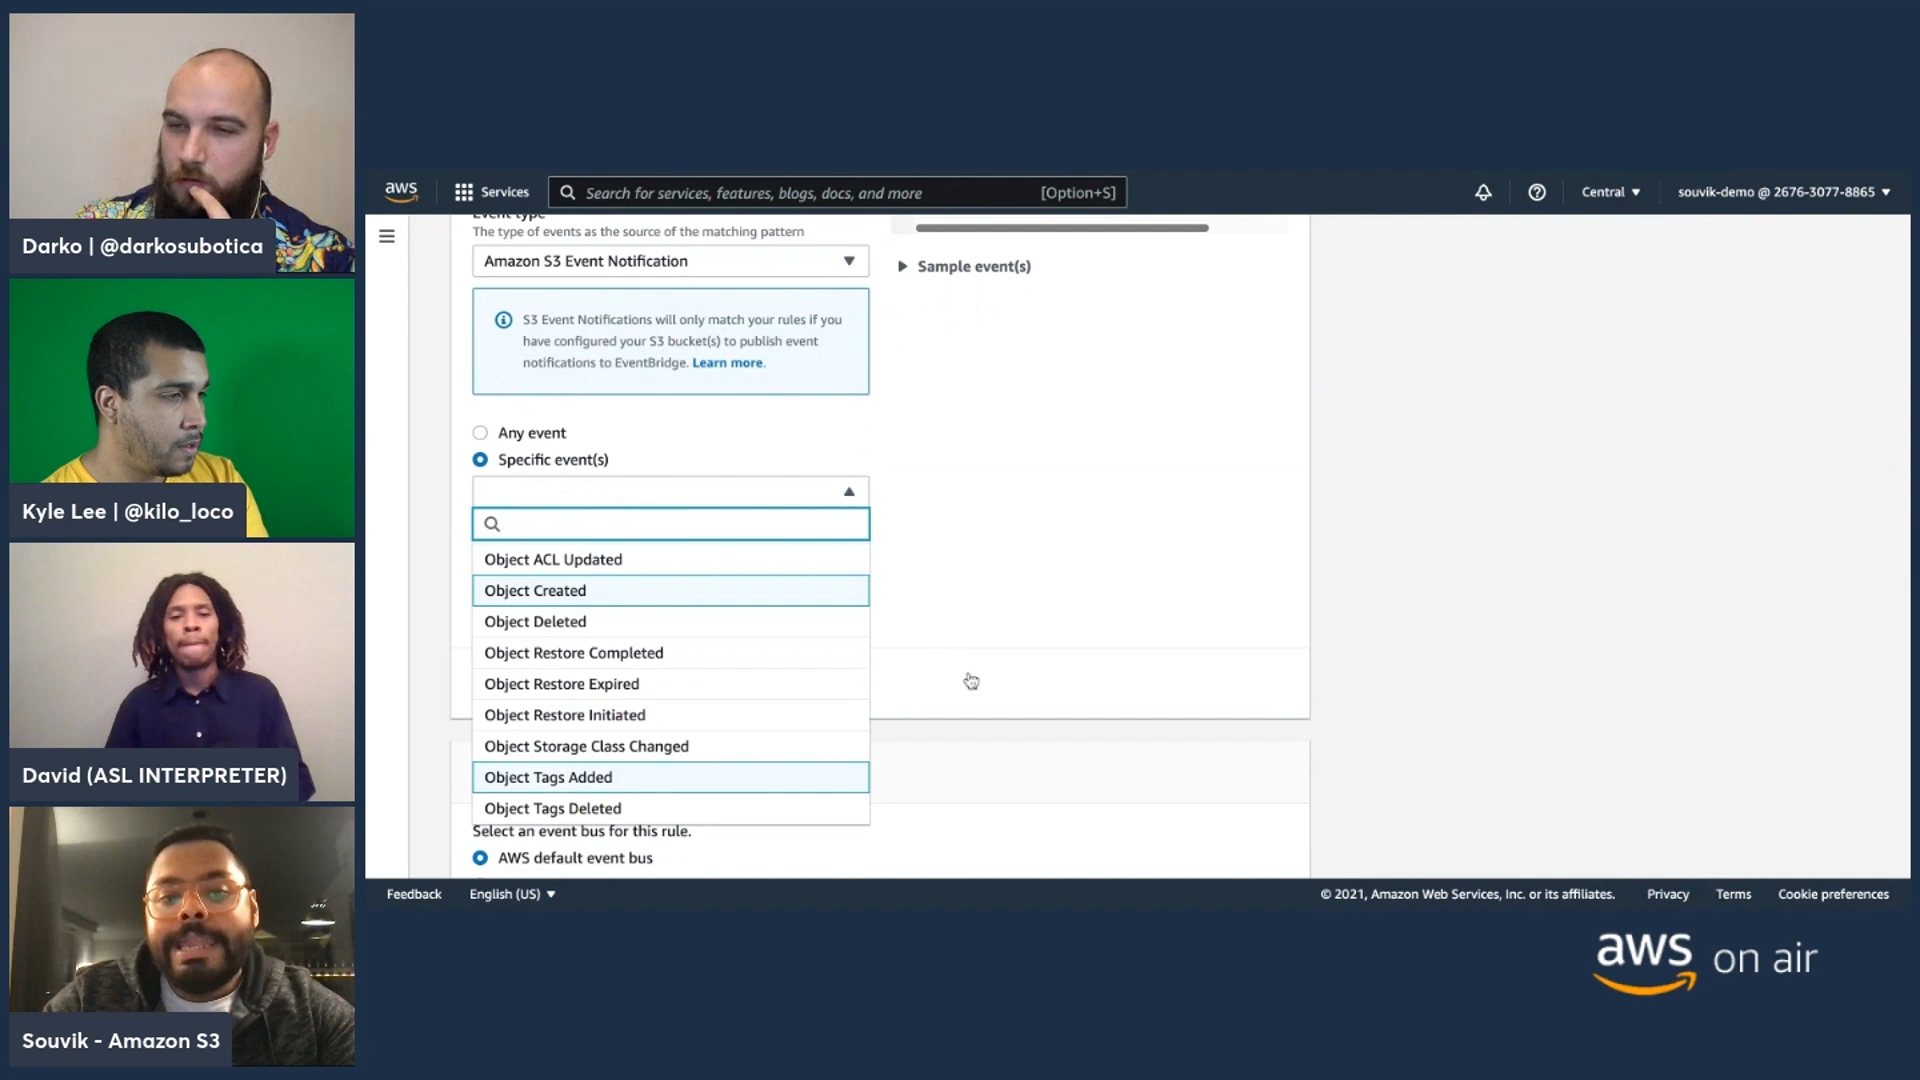 Darko | @darkosubotica
Kyle Lee | @kilo_loco
David (ASL INTERPRETER)
Souvik - Amazon S3
aws
Services
Search for services, features, blogs, docs, and more
[Option+S]
Central
souvik-demo @ 2676-3077-8865
Event type
The type of events as the source of the matching pattern
Amazon S3 Event Notification
Sample event(s)
S3 Event Notifications will only match your rules if you
have configured your S3 bucket(s) to publish event
notifications to EventBridge. Learn more.
Any event
Specific event(s)
Object ACL Updated
Object Created
Object Deleted
Object Restore Completed
Object Restore Expired
Object Restore Initiated
Object Storage Class Changed
Object Tags Added
Object Tags Deleted
Select an event bus for this rule.
AWS default event bus
Feedback
English (US)
© 2021, Amazon Web Services, Inc. or its affiliates.
Privacy
Terms
Cookie preferences
aws on air